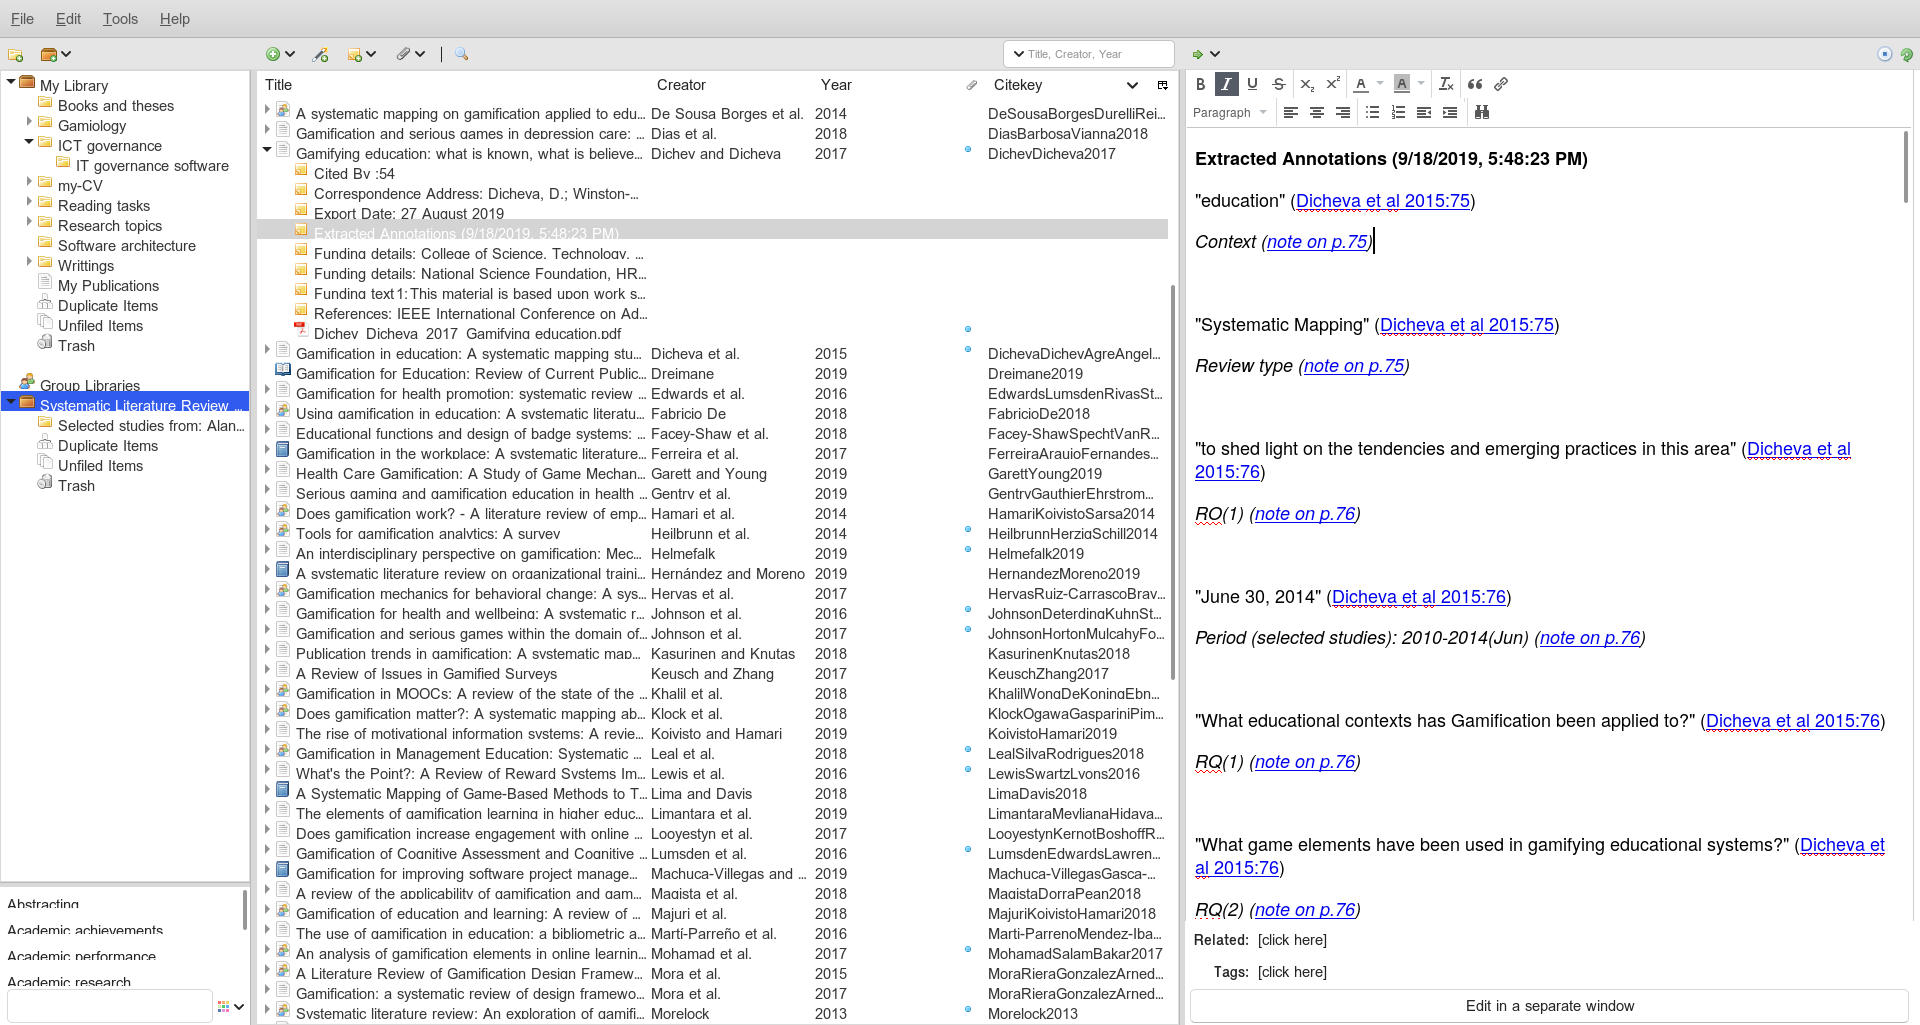 File Edit Tools Help
Title, Creator, Year
My Library
Books and theses
Gamiology
ICT governance
IT governance software
my-CV
Reading tasks
Research topics
Software architecture
Writtings
My Publications
Duplicate Items
Unfiled Items
Trash
Group Libraries
Systematic Literature Review ...
Selected studies from: Alan...
Duplicate Items
Unfiled Items
Trash
Abstracting
Academic achievements
Academic performance
Academic research
Title Creator Year Citekey
A systematic mapping on gamification applied to edu... De Sousa Borges et al. 2014 DeSousaBorgesDurelliRei...
Gamification and serious games in depression care: ... Dias et al. 2018 DiasBarbosaVianna2018
Gamifying education: what is known, what is believe... Dichev and Dicheva 2017 DichevDicheva2017
Cited By :54
Correspondence Address: Dicheva, D.; Winston-...
Export Date: 27 August 2019
Extracted Annotations (9/18/2019, 5:48:23 PM)
Funding details: College of Science, Technology, ...
Funding details: National Science Foundation, HR...
Funding text 1: This material is based upon work s...
References: IEEE International Conference on Ad...
Dichev_Dicheva_2017_Gamifying education.pdf
Gamification in education: A systematic mapping stu... Dicheva et al. 2015 DichevaDichevAgreAngel...
Gamification for Education: Review of Current Public... Dreimane 2019 Dreimane2019
Gamification for health promotion: systematic review ... Edwards et al. 2016 EdwardsLumsdenRivasSt...
Using gamification in education: A systematic literatu... Fabricio De 2018 FabricioDe2018
Educational functions and design of badge systems: ... Facey-Shaw et al. 2018 Facey-ShawSpechtVanR...
Gamification in the workplace: A systematic literature... Ferreira et al. 2017 FerreiraAraujoFernandes...
Health Care Gamification: A Study of Game Mechan... Garett and Young 2019 GarettYoung2019
Serious gaming and gamification education in health ... Gentry et al. 2019 GentryGauthierEhrstrom...
Does gamification work? - A literature review of emp... Hamari et al. 2014 HamariKoivistoSarsa2014
Tools for gamification analytics: A survey Heilbrunn et al. 2014 HeilbrunnHerzigSchill2014
An interdisciplinary perspective on gamification: Mec... Helmefalk 2019 Helmefalk2019
A systematic literature review on organizational traini... Hernández and Moreno 2019 HernandezMoreno2019
Gamification mechanics for behavioral change: A sys... Hervas et al. 2017 HervasRuiz-CarrascoBrav...
Gamification for health and wellbeing: A systematic r... Johnson et al. 2016 JohnsonDeterdingKuhnSt...
Gamification and serious games within the domain of... Johnson et al. 2017 JohnsonHortonMulcahyFo...
Publication trends in gamification: A systematic map... Kasurinen and Knutas 2018 KasurinenKnutas2018
A Review of Issues in Gamified Surveys Keusch and Zhang 2017 KeuschZhang2017
Gamification in MOOCs: A review of the state of the ... Khalil et al. 2018 KhalilWongDeKoningEbn...
Does gamification matter?: A systematic mapping ab... Klock et al. 2018 KlockOgawaGaspariniPim...
The rise of motivational information systems: A revie... Koivisto and Hamari 2019 KoivistoHamari2019
Gamification in Management Education: Systematic ... Leal et al. 2018 LealSilvaRodrigues2018
What's the Point?: A Review of Reward Systems Im... Lewis et al. 2016 LewisSwartzLyons2016
A Systematic Mapping of Game-Based Methods to T... Lima and Davis 2018 LimaDavis2018
The elements of gamification learning in higher educ... Limantara et al. 2019 LimantaraMeylianaHidaya...
Does gamification increase engagement with online ... Looyestyn et al. 2017 LooyestynKernotBoshoffR...
Gamification of Cognitive Assessment and Cognitive ... Lumsden et al. 2016 LumsdenEdwardsLawren...
Gamification for improving software project manage... Machuca-Villegas and ... 2019 Machuca-VillegasGasca-...
A review of the applicability of gamification and gam... Magista et al. 2018 MagistaDorraPean2018
Gamification of education and learning: A review of ... Majuri et al. 2018 MajuriKoivistoHamari2018
The use of gamification in education: a bibliometric a... Martí-Parreño et al. 2016 Marti-ParrenoMendez-Iba...
An analysis of gamification elements in online learnin... Mohamad et al. 2017 MohamadSalamBakar2017
A Literature Review of Gamification Design Framew... Mora et al. 2015 MoraRieraGonzalezArned...
Gamification: a systematic review of design framewo... Mora et al. 2017 MoraRieraGonzalezArned...
Systematic literature review: An exploration of gamifi... Morelock 2013 Morelock2013
B I U S X₂ X² A A Tx
Paragraph
Extracted Annotations (9/18/2019, 5:48:23 PM)
"education" (Dicheva et al 2015:75)
Context (note on p.75)
"Systematic Mapping" (Dicheva et al 2015:75)
Review type (note on p.75)
"to shed light on the tendencies and emerging practices in this area" (Dicheva et al
2015:76)
RO(1) (note on p.76)
"June 30, 2014" (Dicheva et al 2015:76)
Period (selected studies): 2010-2014(Jun) (note on p.76)
"What educational contexts has Gamification been applied to?" (Dicheva et al 2015:76)
RQ(1) (note on p.76)
"What game elements have been used in gamifying educational systems?" (Dicheva et
al 2015:76)
RQ(2) (note on p.76)
Related: [click here]
Tags: [click here]
Edit in a separate window